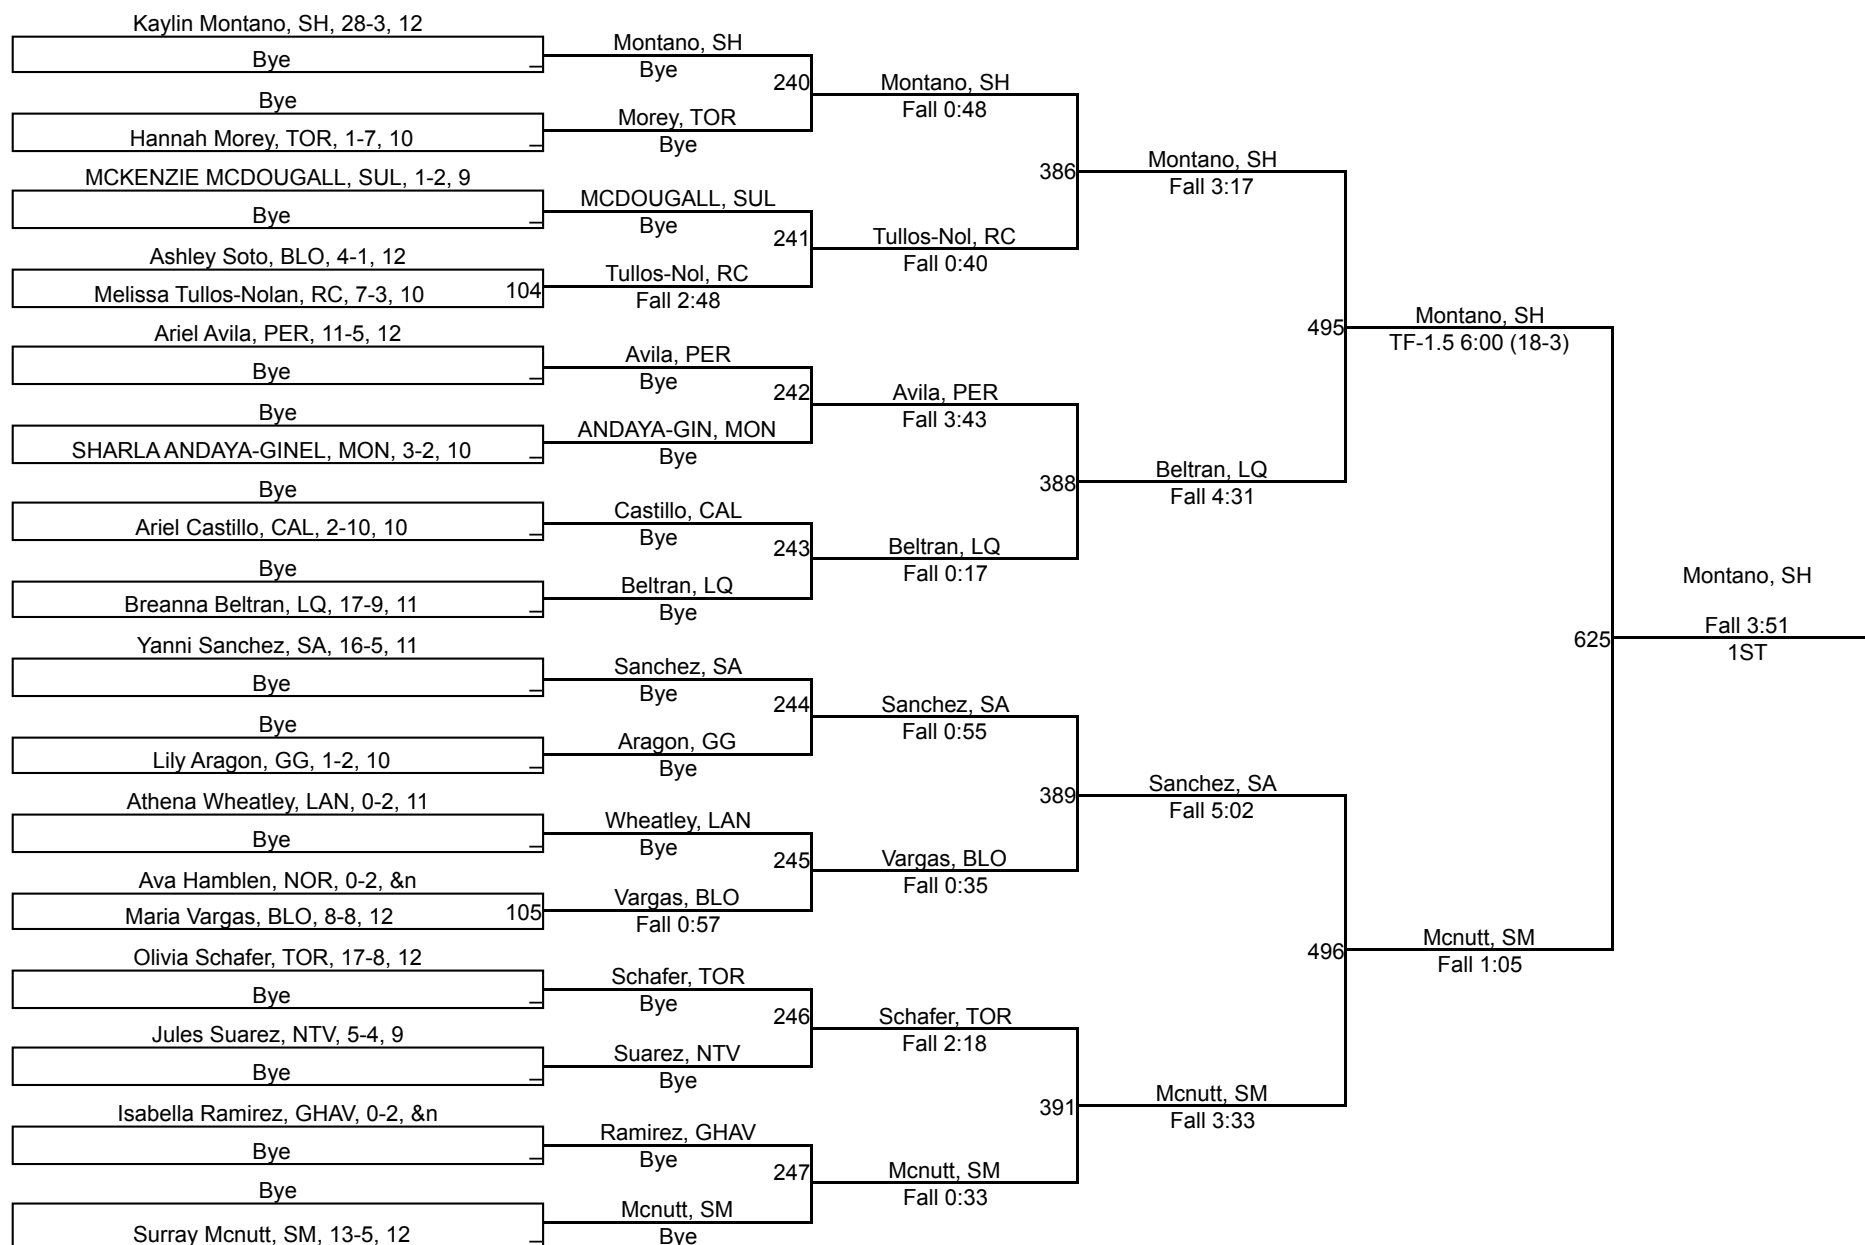 Kaylin Montano, SH, 28-3, 12
Bye
Bye
Hannah Morey, TOR, 1-7, 10
MCKENZIE MCDOUGALL, SUL, 1-2, 9
Bye
Ashley Soto, BLO, 4-1, 12
Melissa Tullos-Nolan, RC, 7-3, 10
104
Ariel Avila, PER, 11-5, 12
Bye
Bye
SHARLA ANDAYA-GINEL, MON, 3-2, 10
Bye
Ariel Castillo, CAL, 2-10, 10
Bye
Breanna Beltran, LQ, 17-9, 11
Yanni Sanchez, SA, 16-5, 11
Bye
Bye
Lily Aragon, GG, 1-2, 10
Athena Wheatley, LAN, 0-2, 11
Bye
Ava Hamblen, NOR, 0-2, &n
Maria Vargas, BLO, 8-8, 12
105
Olivia Schafer, TOR, 17-8, 12
Bye
Jules Suarez, NTV, 5-4, 9
Bye
Isabella Ramirez, GHAV, 0-2, &n
Bye
Bye
Surray Mcnutt, SM, 13-5, 12
Montano, SH
Bye
240
Morey, TOR
Bye
MCDOUGALL, SUL
Bye
241
Tullos-Nol, RC
Fall 2:48
Avila, PER
Bye
242
ANDAYA-GIN, MON
Bye
Castillo, CAL
Bye
243
Beltran, LQ
Bye
Sanchez, SA
Bye
244
Aragon, GG
Bye
Wheatley, LAN
Bye
245
Vargas, BLO
Fall 0:57
Schafer, TOR
Bye
246
Suarez, NTV
Bye
Ramirez, GHAV
Bye
247
Mcnutt, SM
Bye
Montano, SH
Fall 0:48
386
Tullos-Nol, RC
Fall 0:40
Avila, PER
Fall 3:43
388
Beltran, LQ
Fall 0:17
Sanchez, SA
Fall 0:55
389
Vargas, BLO
Fall 0:35
Schafer, TOR
Fall 2:18
391
Mcnutt, SM
Fall 0:33
Montano, SH
Fall 3:17
495
Beltran, LQ
Fall 4:31
Sanchez, SA
Fall 5:02
496
Mcnutt, SM
Fall 3:33
Montano, SH
TF-1.5 6:00 (18-3)
625
Mcnutt, SM
Fall 1:05
Montano, SH
Fall 3:51
1ST